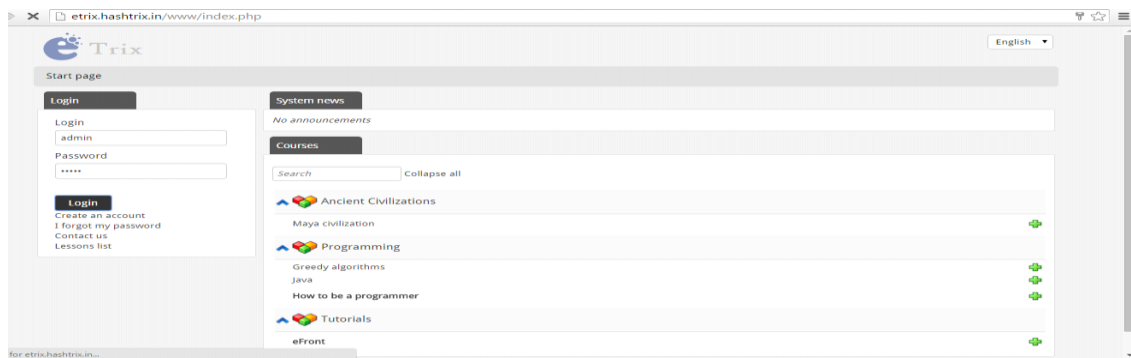 etrix.hashtrix.in/www/index.php
e Trix
English
Start page
Login
Login
admin
Password
•••••
Login
Create an account
I forgot my password
Contact us
Lessons list
System news
No announcements
Courses
Search Collapse all
Ancient Civilizations
Maya civilization
Programming
Greedy algorithms
Java
How to be a programmer
Tutorials
eFront
for etrix.hashtrix.in...